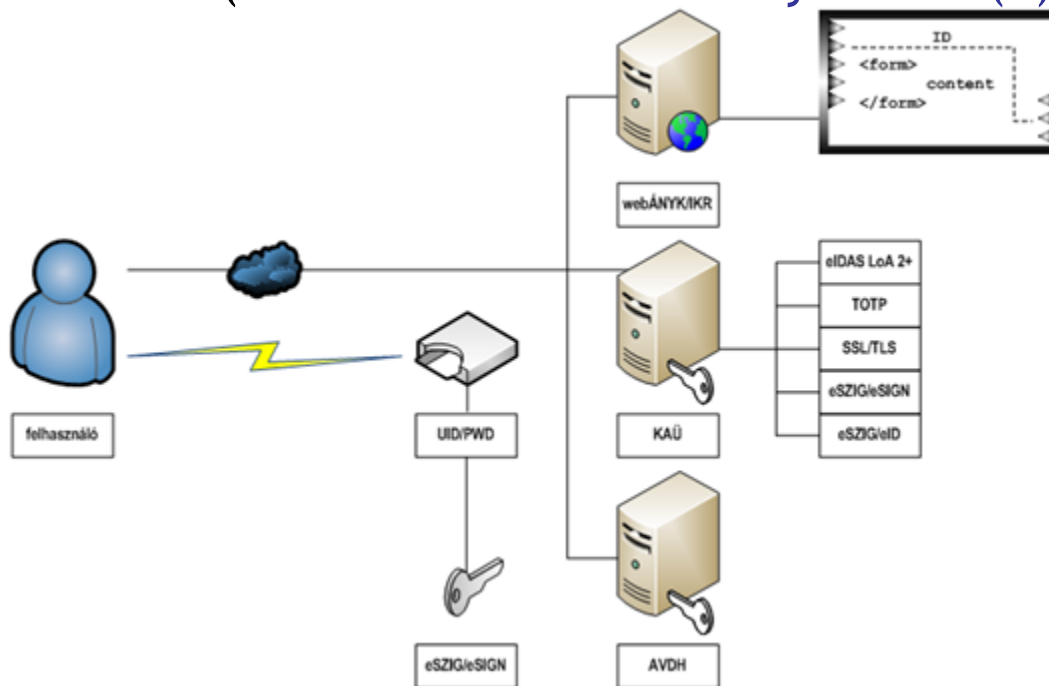 ID
<form>
content
</form>
webÁNYK/IKR
eIDAS LoA 2+
TOTP
SSL/TLS
eSZIG/eSIGN
eSZIG/eID
felhasználó
UID/PWD
KAÜ
eSZIG/eSIGN
AVDH